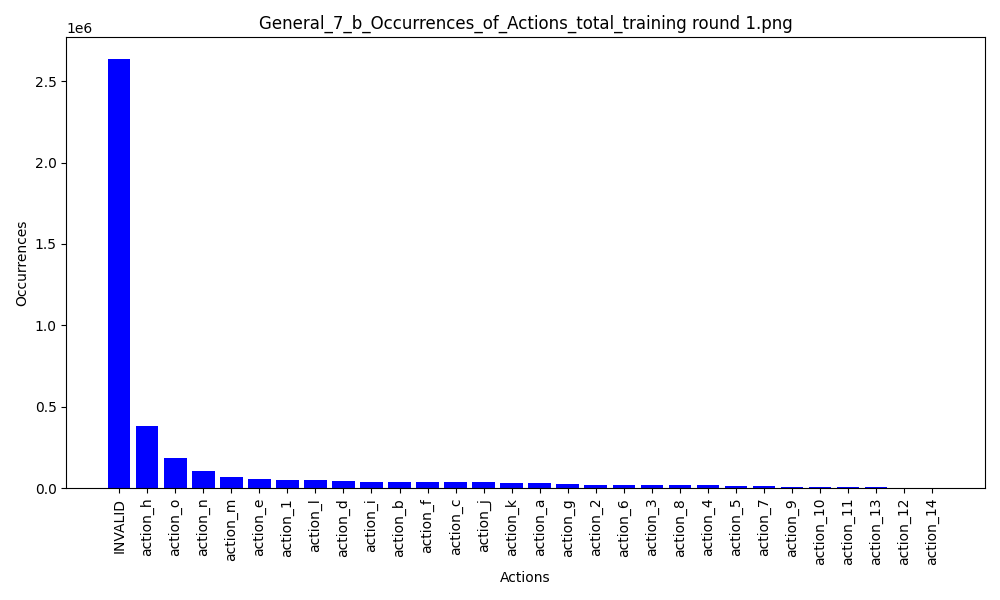 General_7_b_Occurrences_of_Actions_total_training round 1.png
1e6
2.5
2.0
1.5
1.0
0.5
0.0
Occurrences
INVALID
action_h
action_o
action_n
action_m
action_e
action_1
action_l
action_d
action_i
action_b
action_f
action_c
action_j
action_k
action_a
action_g
action_2
action_6
action_3
action_8
action_4
action_5
action_7
action_9
action_10
action_11
action_13
action_12
action_14
Actions